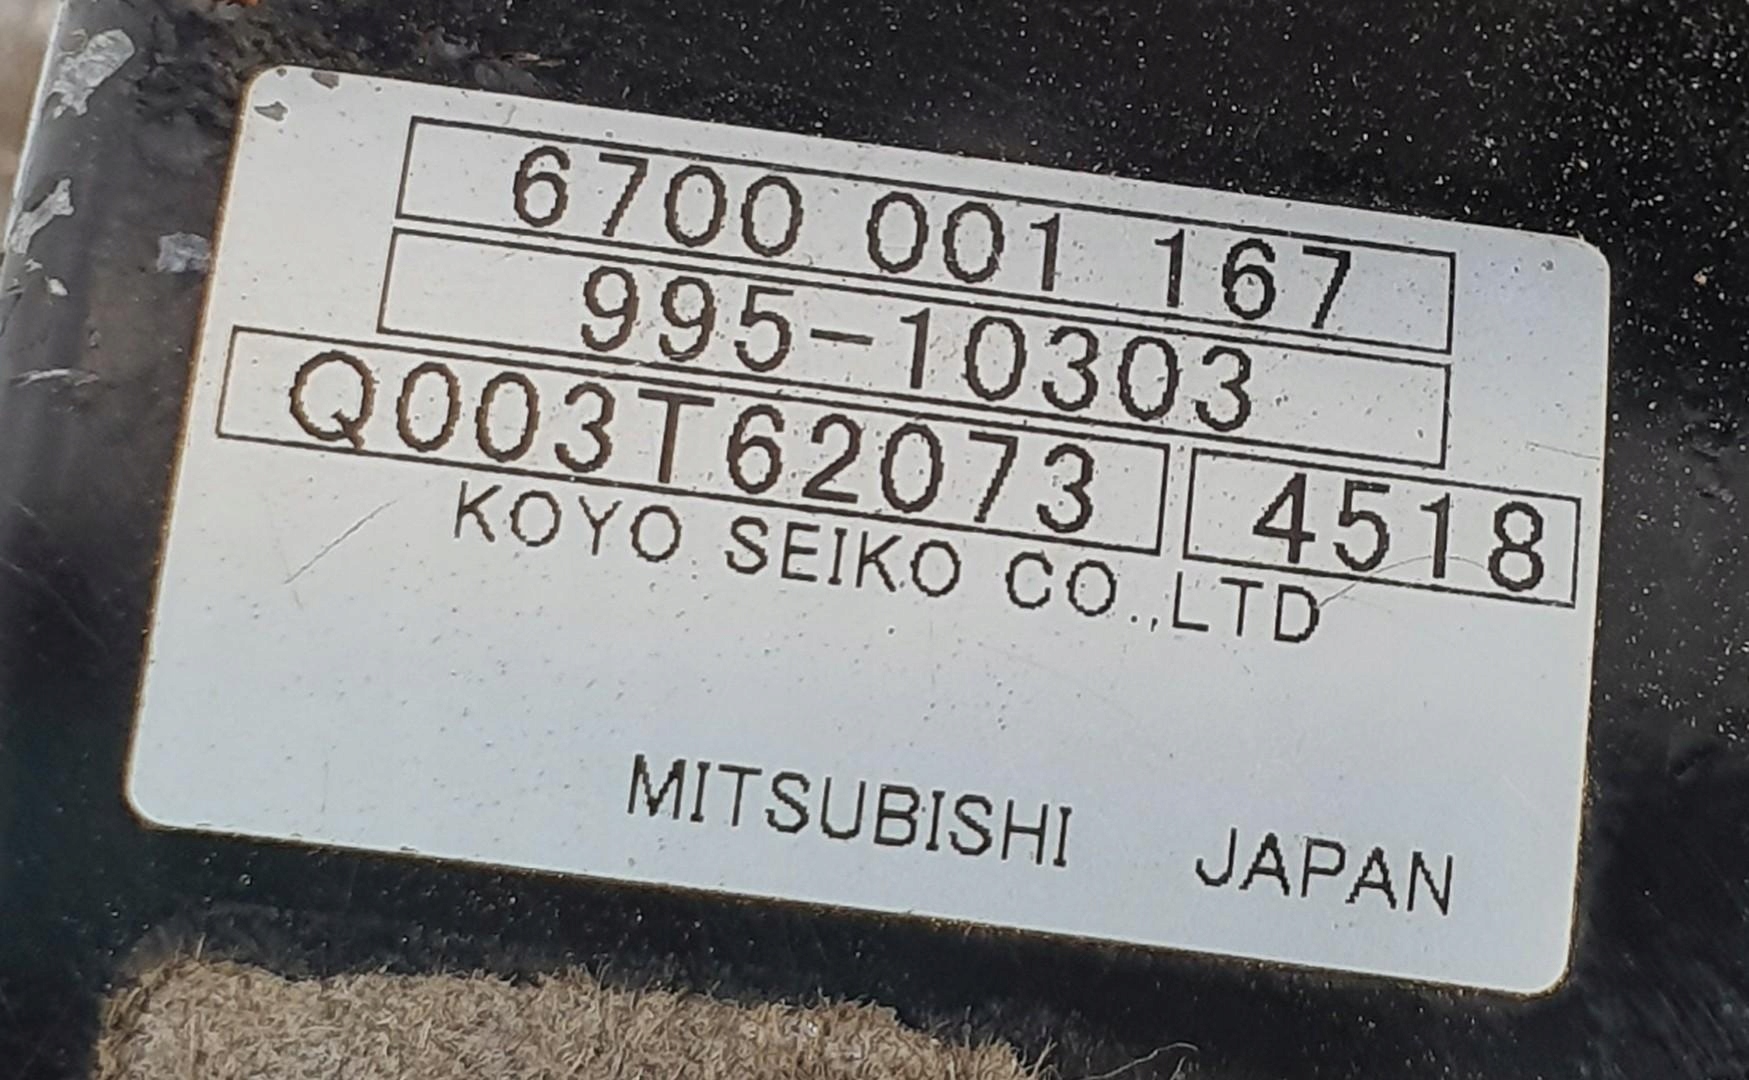 6700 001 167
995-10303
Q003T62073 4518
KOYO SEIKO CO.,LTD
MITSUBISHI JAPAN